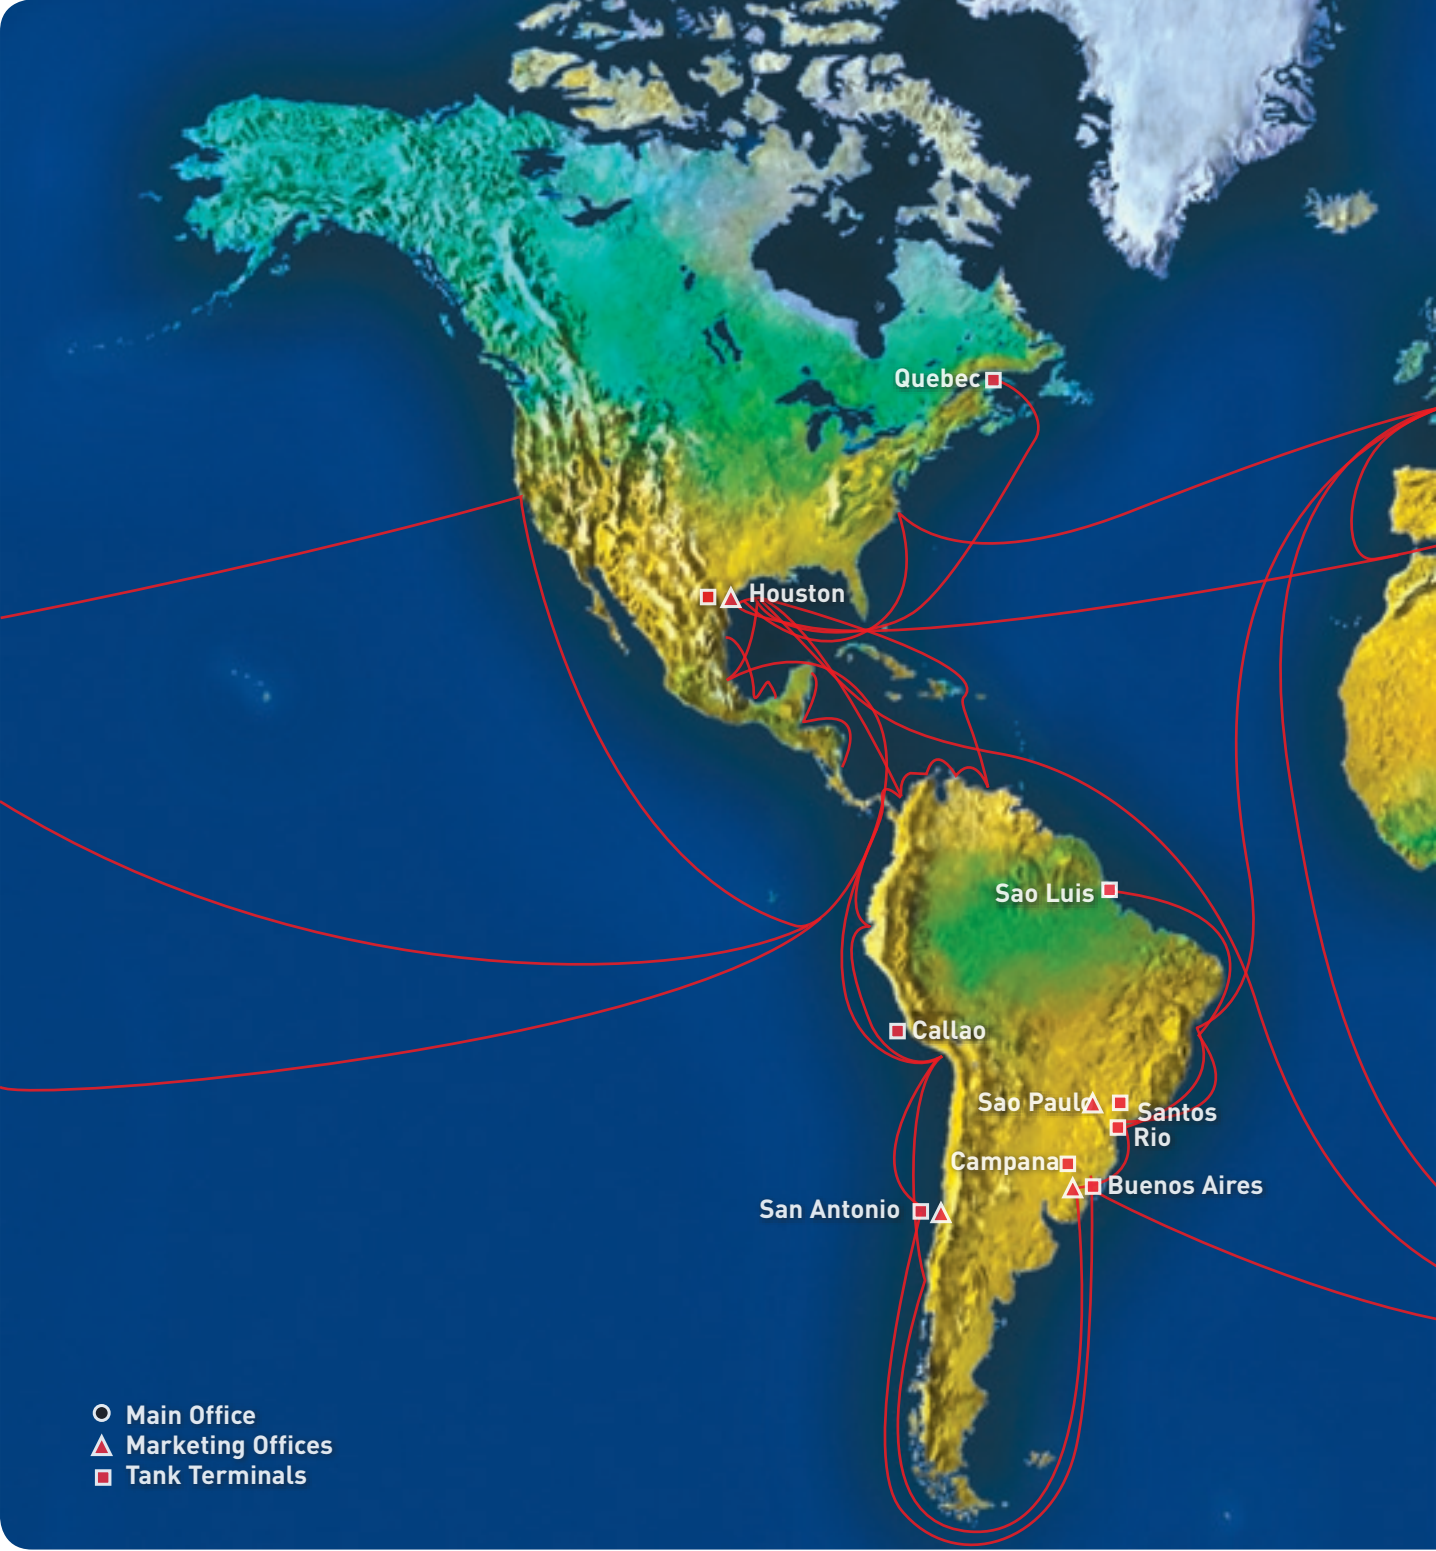 Quebec
Houston
Sao Luis
Callao
Sao Paulo
Santos
Rio
Campana
Buenos Aires
San Antonio
Main Office
Marketing Offices
Tank Terminals